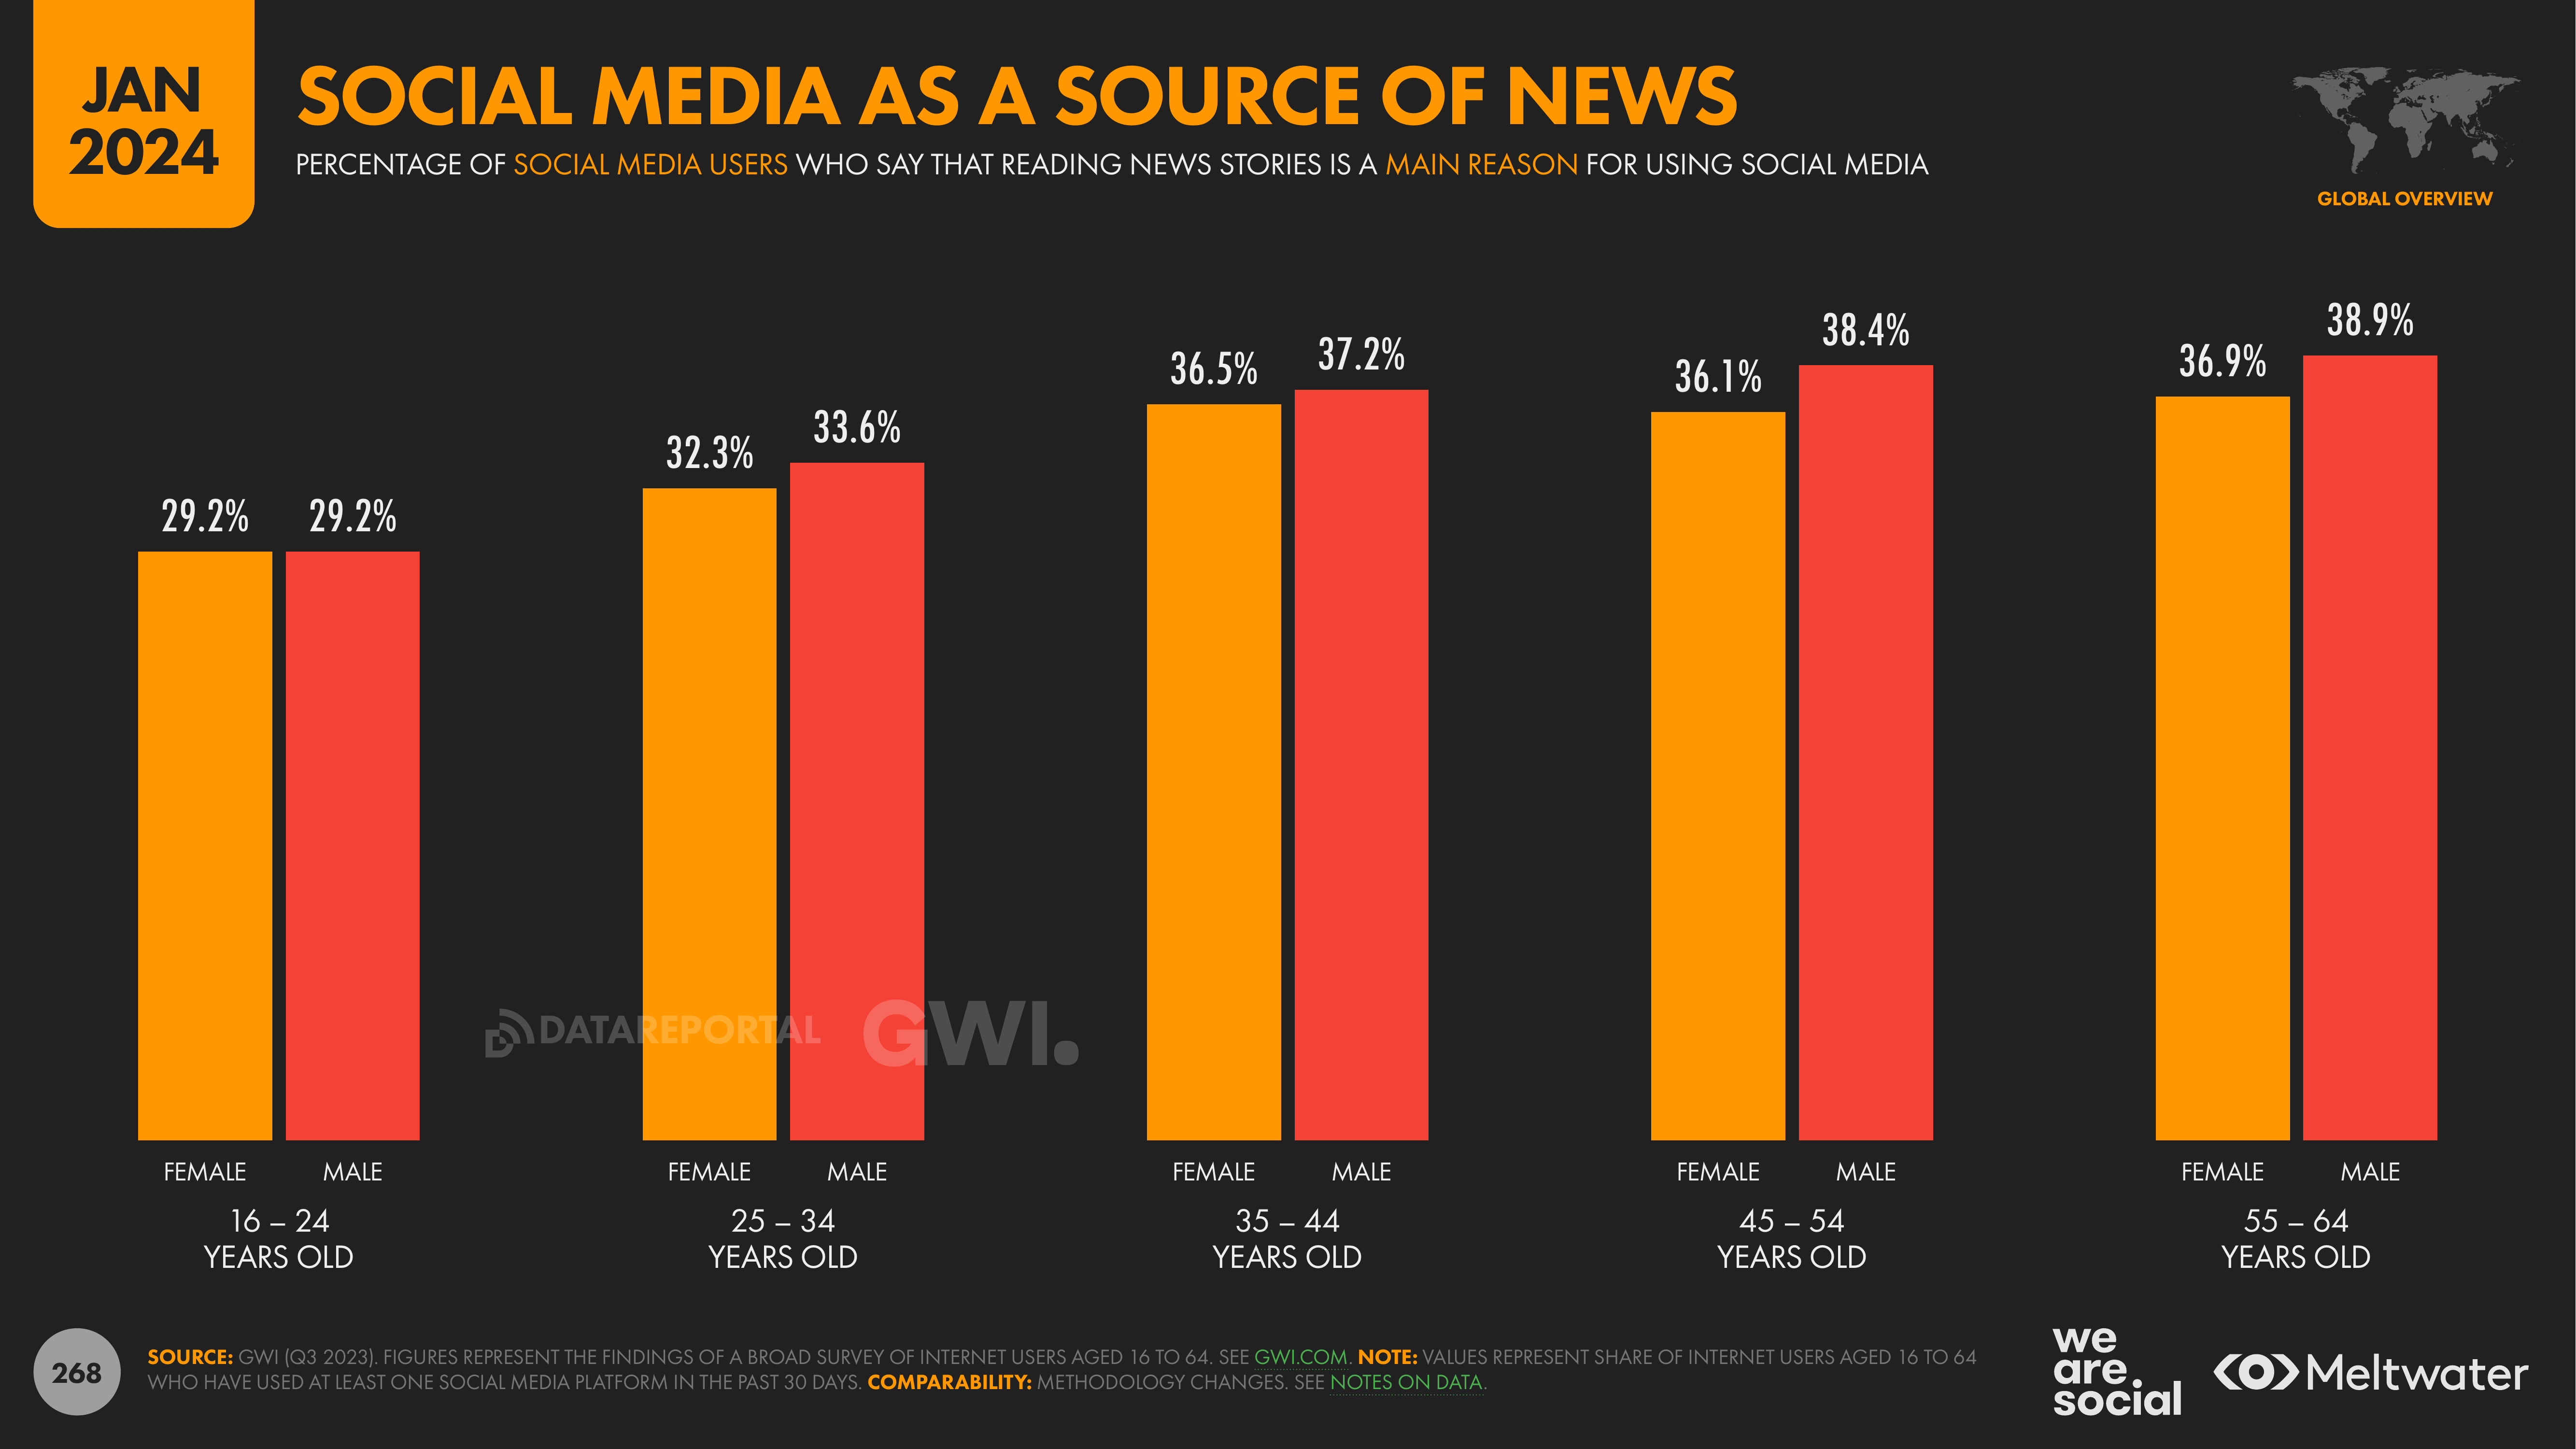 JAN
2024
SOCIAL MEDIA AS A SOURCE OF NEWS
PERCENTAGE OF SOCIAL MEDIA USERS WHO SAY THAT READING NEWS STORIES IS A MAIN REASON FOR USING SOCIAL MEDIA
GLOBAL OVERVIEW
29.2%
29.2%
32.3%
33.6%
36.5%
37.2%
36.1%
38.4%
36.9%
38.9%
DATAREPORTAL
GWI.
FEMALE MALE
16 – 24
YEARS OLD
FEMALE MALE
25 – 34
YEARS OLD
FEMALE MALE
35 – 44
YEARS OLD
FEMALE MALE
45 – 54
YEARS OLD
FEMALE MALE
55 – 64
YEARS OLD
268
SOURCE: GWI (Q3 2023). FIGURES REPRESENT THE FINDINGS OF A BROAD SURVEY OF INTERNET USERS AGED 16 TO 64. SEE GWI.COM. NOTE: VALUES REPRESENT SHARE OF INTERNET USERS AGED 16 TO 64
WHO HAVE USED AT LEAST ONE SOCIAL MEDIA PLATFORM IN THE PAST 30 DAYS. COMPARABILITY: METHODOLOGY CHANGES. SEE NOTES ON DATA.
we
are
social
Meltwater